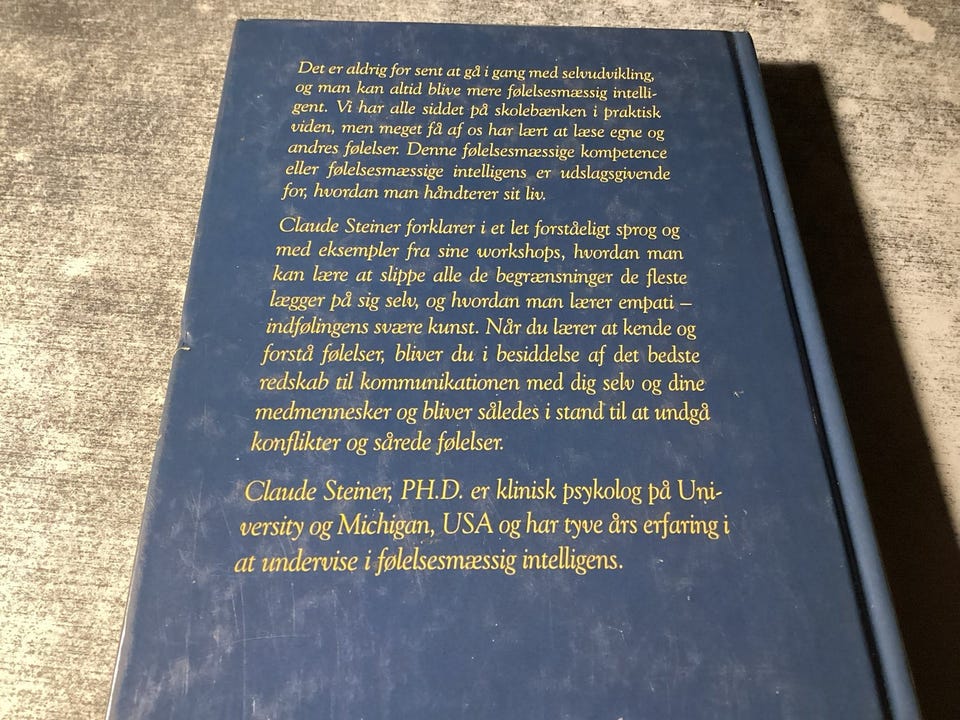 Det er aldrig for sent at gå i gang med selvudvikling,
og man kan altid blive mere følelsesmæssig intelli-
gent. Vi har alle siddet på skolebænken i praktisk
viden, men meget få af os har lært at læse egne og
andres følelser. Denne følelsesmæssige kompetence
eller følelsesmæssige intelligens er udslagsgivende
for, hvordan man håndterer sit liv.
Claude Steiner forklarer i et let forståeligt sprog og
med eksempler fra sine workshops, hvordan man
kan lære at slippe alle de begrænsninger de fleste
lægger på sig selv, og hvordan man lærer empati –
indfølingens svære kunst. Når du lærer at kende og
forstå følelser, bliver du i besiddelse af det bedste
redskab til kommunikationen med dig selv og dine
medmennesker og bliver således i stand til at undgå
konflikter og sårede følelser.
Claude Steiner, PH.D. er klinisk psykolog på Uni-
versity og Michigan, USA og har tyve års erfaring i
at undervise i følelsesmæssig intelligens.